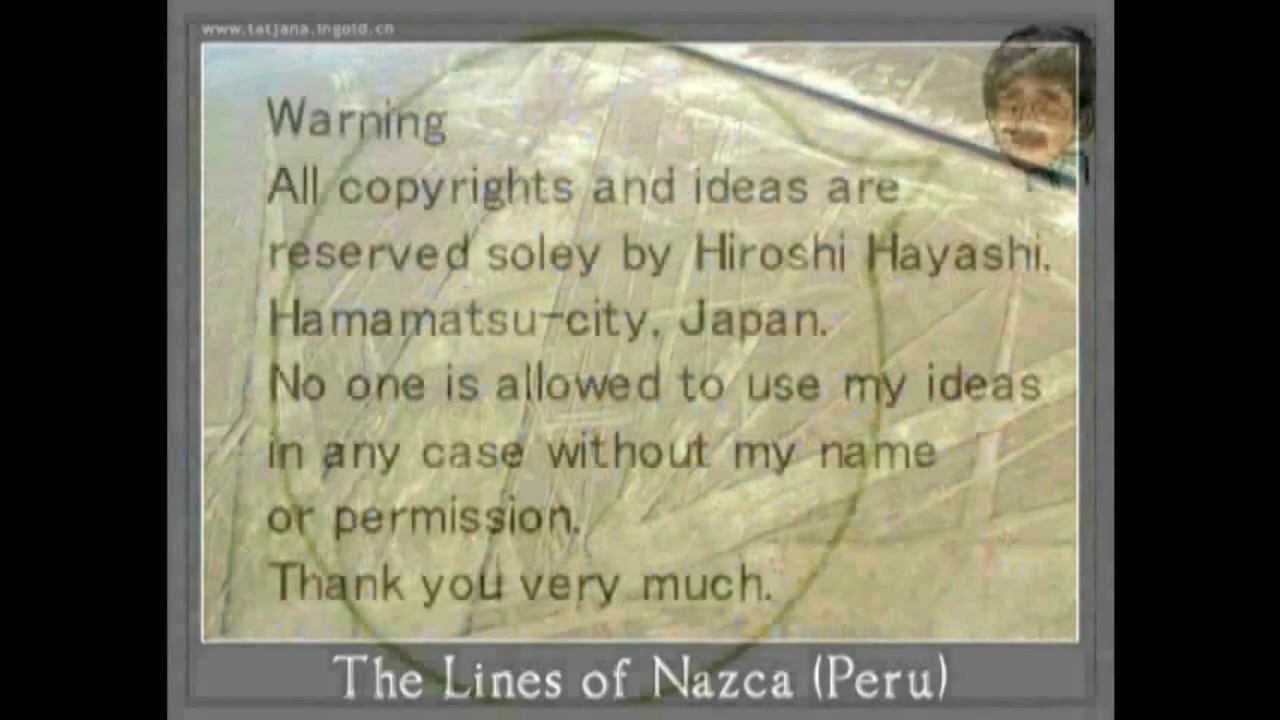 www.tatjana.ingold.ch
Warning
All copyrights and ideas are
reserved soley by Hiroshi Hayashi.
Hamamatsu-city, Japan.
No one is allowed to use my ideas
in any case without my name
or permission.
Thank you very much.
The Lines of Nazca (Peru)